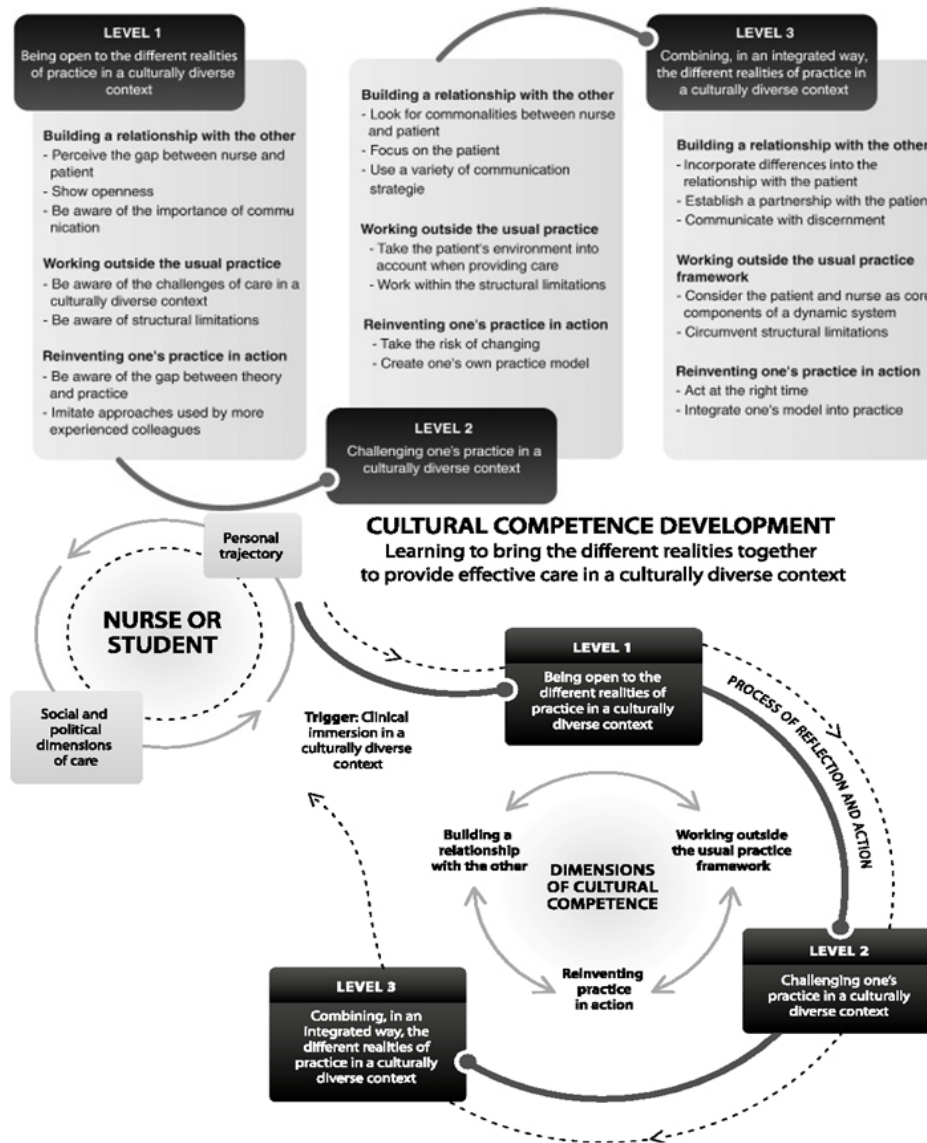 LEVEL 1
Being open to the different realities
of practice in a culturally diverse
context
Building a relationship with the other
- Perceive the gap between nurse and
patient
- Show openness
- Be aware of the importance of commu
nication
Working outside the usual practice
- Be aware of the challenges of care in a
culturally diverse context
- Be aware of structural limitations
Reinventing one's practice in action
- Be aware of the gap between theory
and practice
- Imitate approaches used by more
experienced colleagues
Building a relationship with the other
- Look for commonalities between nurse
and patient
- Focus on the patient
- Use a variety of communication
strategie
Working outside the usual practice
- Take the patient's environment into
account when providing care
- Work within the structural limitations
Reinventing one's practice in action
- Take the risk of changing
- Create one's own practice model
LEVEL 2
Challenging one's practice in a
culturally diverse context
LEVEL 3
Combining, in an integrated way,
the different realities of practice in
a culturally diverse context
Building a relationship with the other
- Incorporate differences into the
relationship with the patient
- Establish a partnership with the patien
- Communicate with discernment
Working outside the usual practice
framework
- Consider the patient and nurse as core
components of a dynamic system
- Circumvent structural limitations
Reinventing one's practice in action
- Act at the right time
- Integrate one's model into practice
CULTURAL COMPETENCE DEVELOPMENT
Learning to bring the different realities together
to provide effective care in a culturally diverse context
Personal
trajectory
NURSE OR
STUDENT
Social and
political
dimensions
of care
Trigger: Clinical
immersion in a
culturally diverse
context
LEVEL 1
Being open to the
different realities of
practice in a culturally
diverse context
PROCESS OF REFLECTION AND ACTION
Building a
relationship
with the other
Working outside
the usual practice
framework
DIMENSIONS
OF CULTURAL
COMPETENCE
Reinventing
practice
in action
LEVEL 2
Challenging one's
practice in a culturally
diverse context
LEVEL 3
Combining, in an
integrated way, the
different realities of
practice in a culturally
diverse context